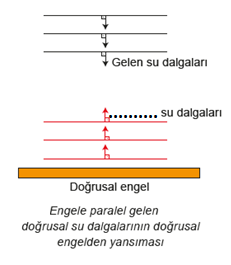 Gelen su dalgaları
............ su dalgaları
Doğrusal engel
Engele paralel gelen
doğrusal su dalgalarının doğrusal
engelden yansıması